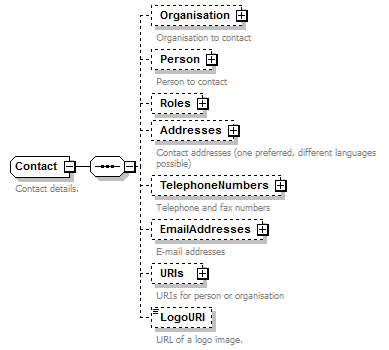 Organisation
Organisation to contact
Person
Person to contact
Roles
Addresses
Contact addresses (one preferred, different languages
possible)
Contact
Contact details.
TelephoneNumbers
Telephone and fax numbers
EmailAddresses
E-mail addresses
URIs
URIs for person or organisation
LogoURI
URL of a logo image.